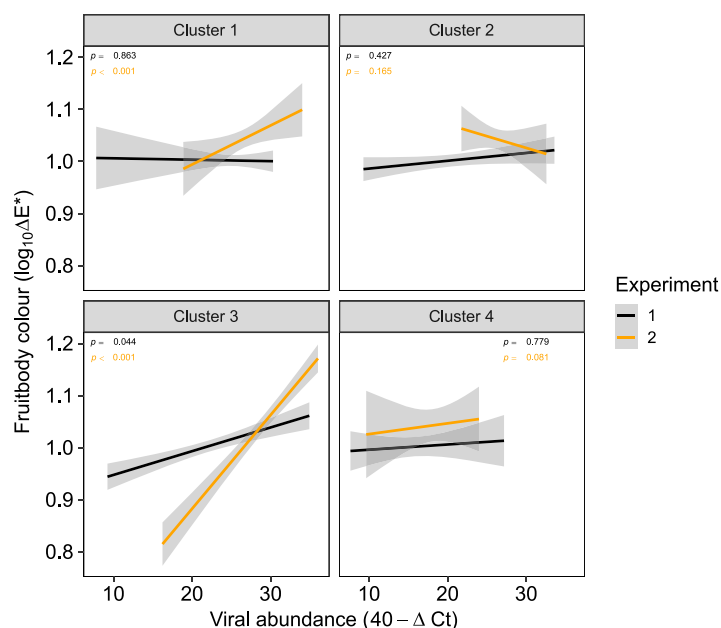 Cluster 1
Cluster 2
p = 0.863
p < 0.001
p = 0.427
p = 0.165
1.2
1.1
1.0
0.9
0.8
Cluster 3
Cluster 4
p = 0.044
p < 0.001
p = 0.779
p = 0.081
1.2
1.1
1.0
0.9
0.8
10 20 30
10 20 30
Viral abundance (40 − Δ Ct)
Fruitbody colour (log₁₀ΔE*)
Experiment
1
2